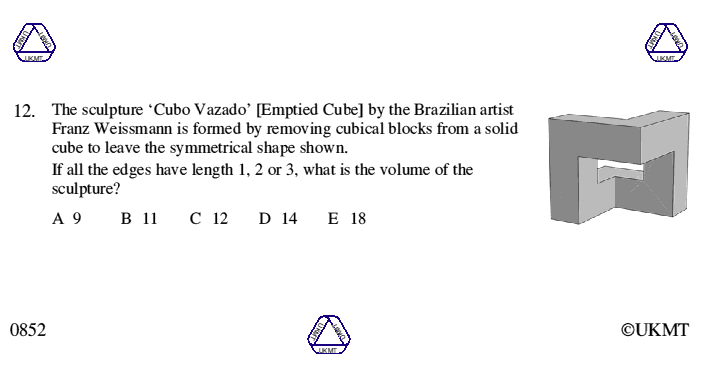 UKMT UKMT UKMT UKMT UKMT UKMT
12. The sculpture ‘Cubo Vazado’ [Emptied Cube] by the Brazilian artist
Franz Weissmann is formed by removing cubical blocks from a solid
cube to leave the symmetrical shape shown.
If all the edges have length 1, 2 or 3, what is the volume of the
sculpture?
A 9 B 11 C 12 D 14 E 18
UKMT UKMT UKMT
0852 ©UKMT